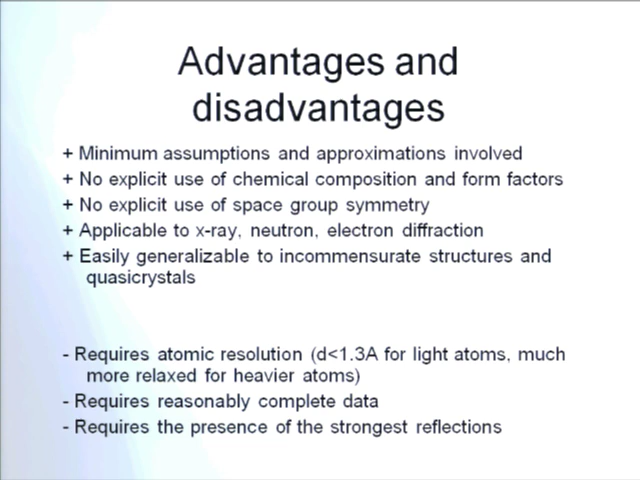 Advantages and
disadvantages
+ Minimum assumptions and approximations involved
+ No explicit use of chemical composition and form factors
+ No explicit use of space group symmetry
+ Applicable to x-ray, neutron, electron diffraction
+ Easily generalizable to incommensurate structures and
quasicrystals
- Requires atomic resolution (d<1.3A for light atoms, much
more relaxed for heavier atoms)
- Requires reasonably complete data
- Requires the presence of the strongest reflections